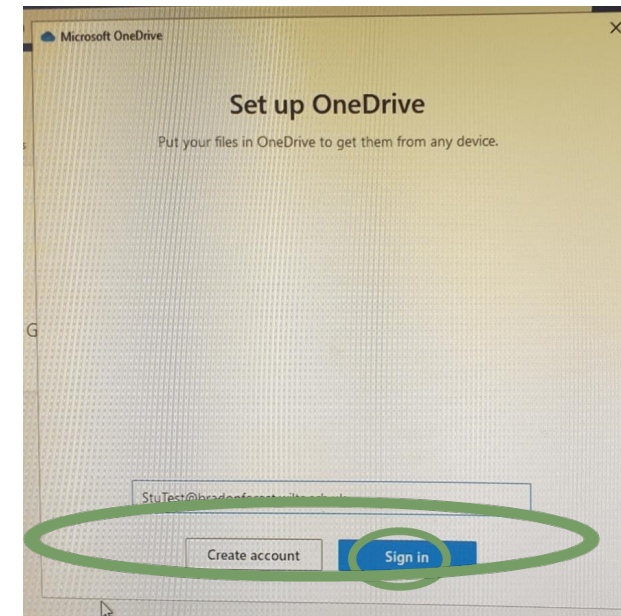 Microsoft OneDrive
Set up OneDrive
Put your files in OneDrive to get them from any device.
G
Create account
Sign in